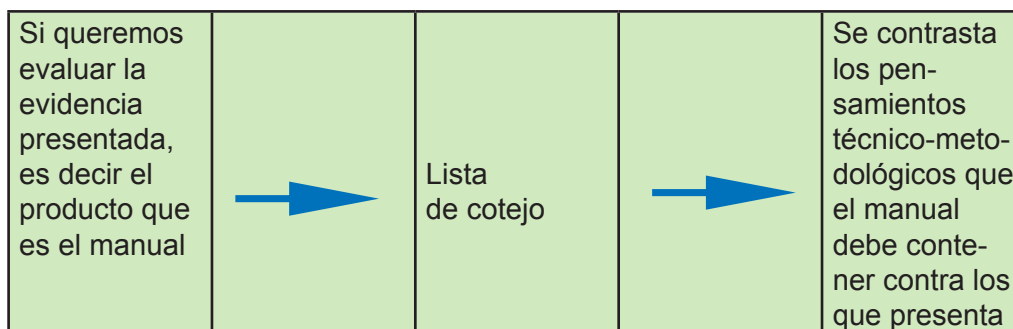 Si queremos
evaluar la
evidencia
presentada,
es decir el
producto que
es el manual
Lista
de cotejo
Se contrasta
los pen-
samientos
técnico-meto-
dológicos que
el manual
debe conte-
ner contra los
que presenta